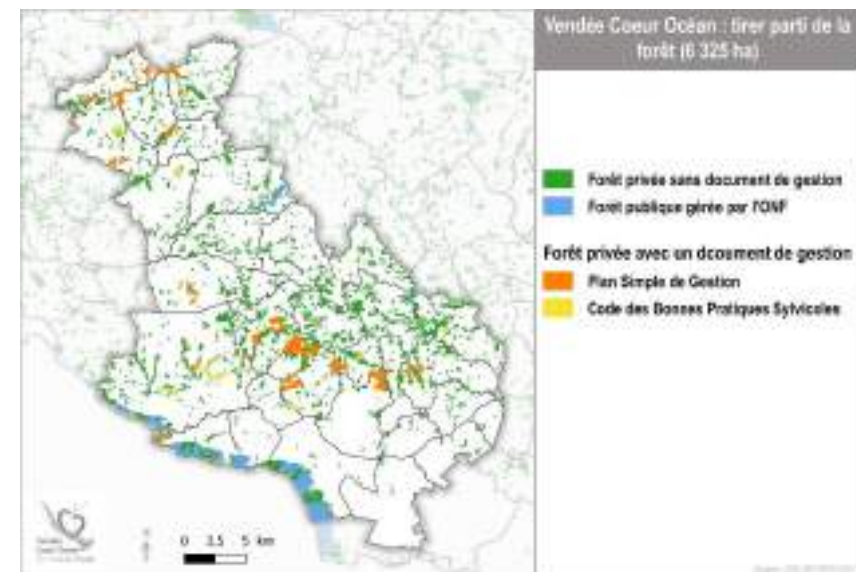 Vendée Coeur Océan : tirer parti de la
forêt (6 325 ha)
Forêt privée sans document de gestion
Forêt publique gérée par l'ONF
Forêt privée avec un dcoument de gestion
Plan Simple de Gestion
Code des Bonnes Pratiques Sylvicoles
0 2.5 5 km